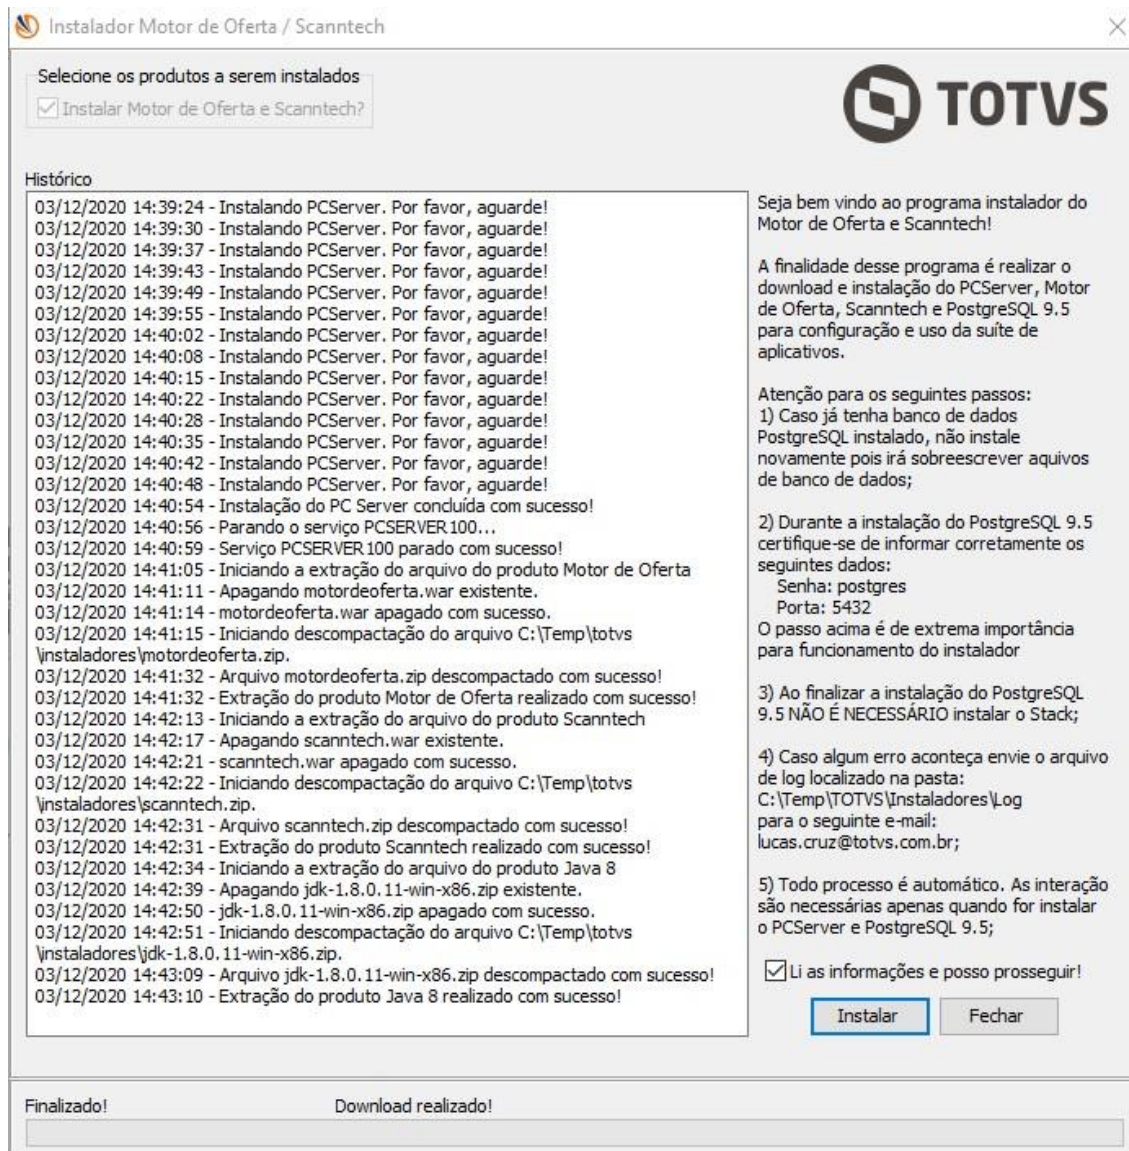 Instalador Motor de Oferta / Scanntech
Selecione os produtos a serem instalados
Instalar Motor de Oferta e Scanntech?
TOTVS
Histórico
03/12/2020 14:39:24 - Instalando PCServer. Por favor, aguarde!
03/12/2020 14:39:30 - Instalando PCServer. Por favor, aguarde!
03/12/2020 14:39:37 - Instalando PCServer. Por favor, aguarde!
03/12/2020 14:39:43 - Instalando PCServer. Por favor, aguarde!
03/12/2020 14:39:49 - Instalando PCServer. Por favor, aguarde!
03/12/2020 14:39:55 - Instalando PCServer. Por favor, aguarde!
03/12/2020 14:40:02 - Instalando PCServer. Por favor, aguarde!
03/12/2020 14:40:08 - Instalando PCServer. Por favor, aguarde!
03/12/2020 14:40:15 - Instalando PCServer. Por favor, aguarde!
03/12/2020 14:40:22 - Instalando PCServer. Por favor, aguarde!
03/12/2020 14:40:28 - Instalando PCServer. Por favor, aguarde!
03/12/2020 14:40:35 - Instalando PCServer. Por favor, aguarde!
03/12/2020 14:40:42 - Instalando PCServer. Por favor, aguarde!
03/12/2020 14:40:48 - Instalando PCServer. Por favor, aguarde!
03/12/2020 14:40:54 - Instalação do PC Server concluída com sucesso!
03/12/2020 14:40:56 - Parando o serviço PCSERVER100...
03/12/2020 14:40:59 - Serviço PCSERVER100 parado com sucesso!
03/12/2020 14:41:05 - Iniciando a extração do arquivo do produto Motor de Oferta
03/12/2020 14:41:11 - Apagando motordeoferta.war existente.
03/12/2020 14:41:14 - motordeoferta.war apagado com sucesso.
03/12/2020 14:41:15 - Iniciando descompactação do arquivo C:\Temp\totvs
\instaladores\motordeoferta.zip.
03/12/2020 14:41:32 - Arquivo motordeoferta.zip descompactado com sucesso!
03/12/2020 14:41:32 - Extração do produto Motor de Oferta realizado com sucesso!
03/12/2020 14:42:13 - Iniciando a extração do arquivo do produto Scanntech
03/12/2020 14:42:17 - Apagando scanntech.war existente.
03/12/2020 14:42:21 - scanntech.war apagado com sucesso.
03/12/2020 14:42:22 - Iniciando descompactação do arquivo C:\Temp\totvs
\instaladores\scanntech.zip.
03/12/2020 14:42:31 - Arquivo scanntech.zip descompactado com sucesso!
03/12/2020 14:42:31 - Extração do produto Scanntech realizado com sucesso!
03/12/2020 14:42:34 - Iniciando a extração do arquivo do produto Java 8
03/12/2020 14:42:39 - Apagando jdk-1.8.0.11-win-x86.zip existente.
03/12/2020 14:42:50 - jdk-1.8.0.11-win-x86.zip apagado com sucesso.
03/12/2020 14:42:51 - Iniciando descompactação do arquivo C:\Temp\totvs
\instaladores\jdk-1.8.0.11-win-x86.zip.
03/12/2020 14:43:09 - Arquivo jdk-1.8.0.11-win-x86.zip descompactado com sucesso!
03/12/2020 14:43:10 - Extração do produto Java 8 realizado com sucesso!
Seja bem vindo ao programa instalador do
Motor de Oferta e Scanntech!
A finalidade desse programa é realizar o
download e instalação do PCServer, Motor
de Oferta, Scanntech e PostgreSQL 9.5
para configuração e uso da suíte de
aplicativos.
Atenção para os seguintes passos:
1) Caso já tenha banco de dados
PostgreSQL instalado, não instale
novamente pois irá sobreescrever aquivos
de banco de dados;
2) Durante a instalação do PostgreSQL 9.5
certifique-se de informar corretamente os
seguintes dados:
Senha: postgres
Porta: 5432
O passo acima é de extrema importância
para funcionamento do instalador
3) Ao finalizar a instalação do PostgreSQL
9.5 NÃO É NECESSÁRIO instalar o Stack;
4) Caso algum erro aconteça envie o arquivo
de log localizado na pasta:
C:\Temp\TOTVS\Instaladores\Log
para o seguinte e-mail:
lucas.cruz@totvs.com.br;
5) Todo processo é automático. As interação
são necessárias apenas quando for instalar
o PCServer e PostgreSQL 9.5;
Li as informações e posso prosseguir!
Instalar Fechar
Finalizado! Download realizado!